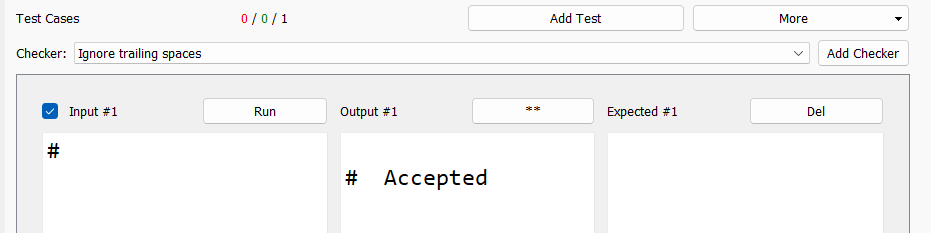 Test Cases 0 / 0 / 1 Add Test More
Checker: Ignore trailing spaces Add Checker
Input #1 Run Output #1 ** Expected #1 Del
#
#  Accepted